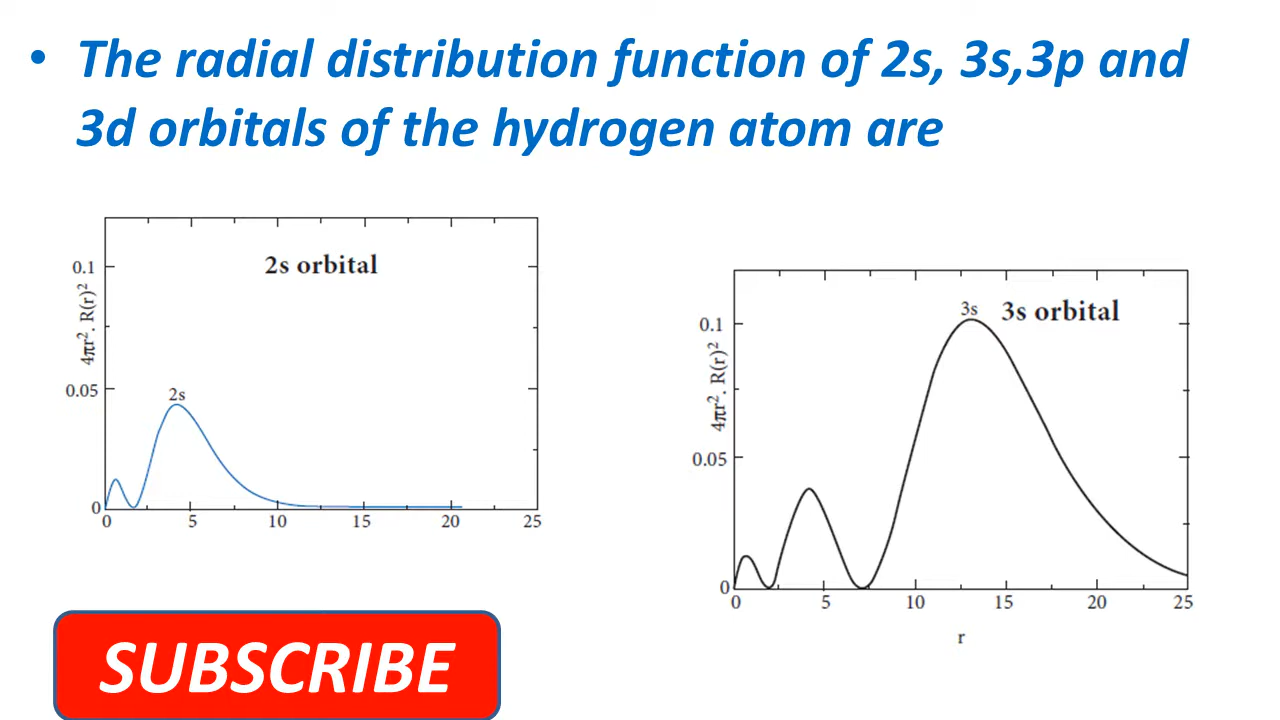 • The radial distribution function of 2s, 3s,3p and
3d orbitals of the hydrogen atom are
2s orbital
0.1
4πr². R(r)²
0.05
2s
0
0 5 10 15 20 25
3s
3s orbital
0.1
4πr². R(r)²
0.05
0
0 5 10 15 20 25
r
SUBSCRIBE